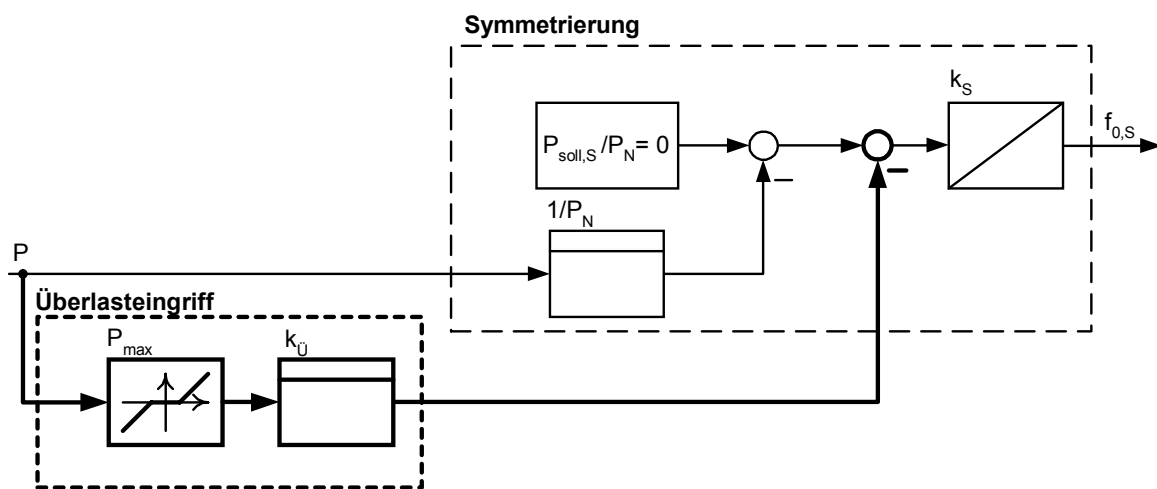 Symmetrierung
k_S
P_soll,S/P_N = 0
f_0,S
1/P_N
P
Überlasteingriff
P_max
k_Ü